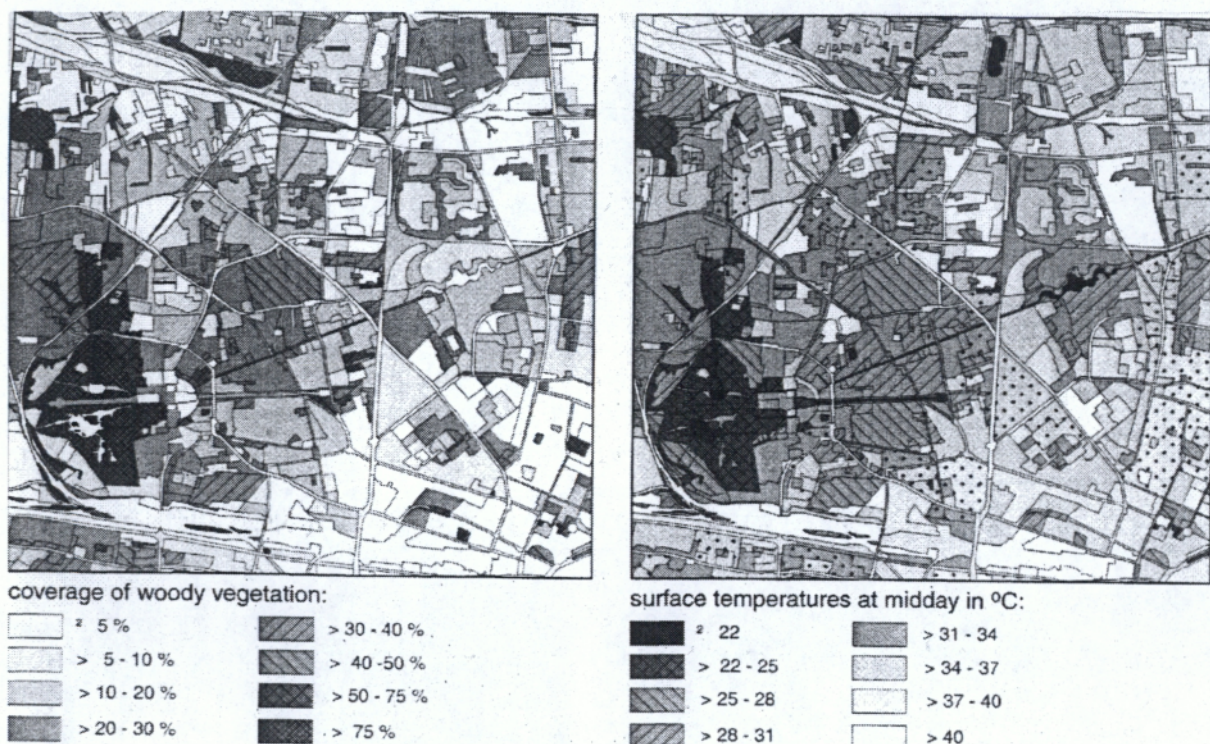 coverage of woody vegetation:
² 5 %
> 5 - 10 %
> 10 - 20 %
> 20 - 30 %
> 30 - 40 %
> 40 -50 %
> 50 - 75 %
> 75 %
surface temperatures at midday in ºC:
² 22
> 22 - 25
> 25 - 28
> 28 - 31
> 31 - 34
> 34 - 37
> 37 - 40
> 40